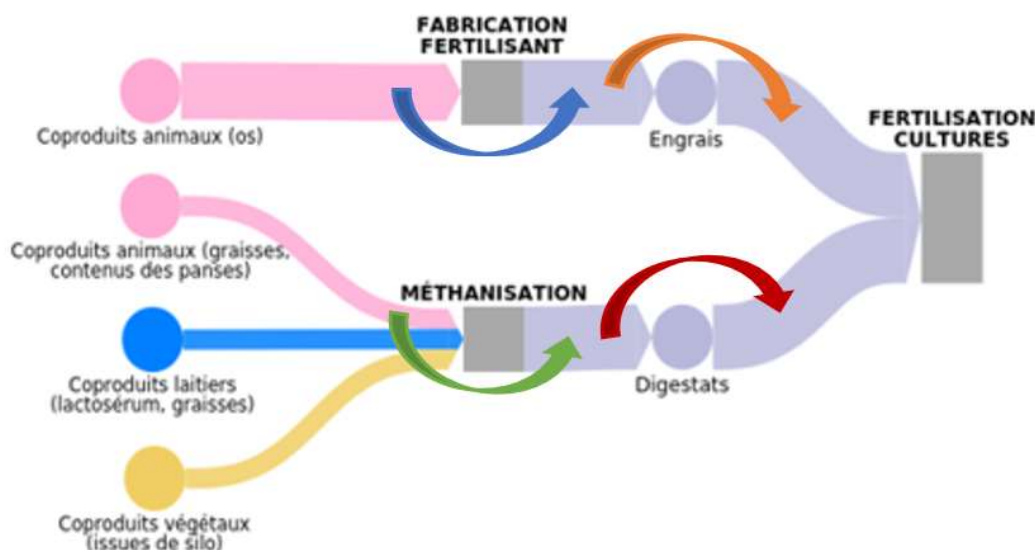 FABRICATION
FERTILISANT
Coproduits animaux (os)
Engrais
FERTILISATION
CULTURES
Coproduits animaux (graisses,
contenus des panses)
MÉTHANISATION
Coproduits laitiers
(lactosérum, graisses)
Digestats
Coproduits végétaux
(issues de silo)